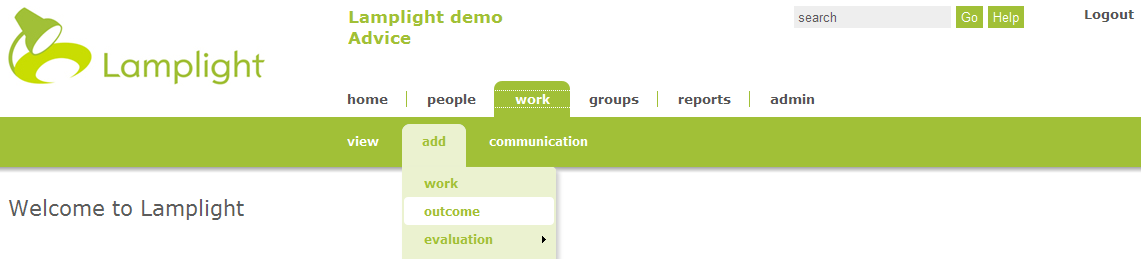 Lamplight
Lamplight demo
Advice
search Go Help Logout
home people work groups reports admin
view add communication
work
outcome
evaluation
Welcome to Lamplight